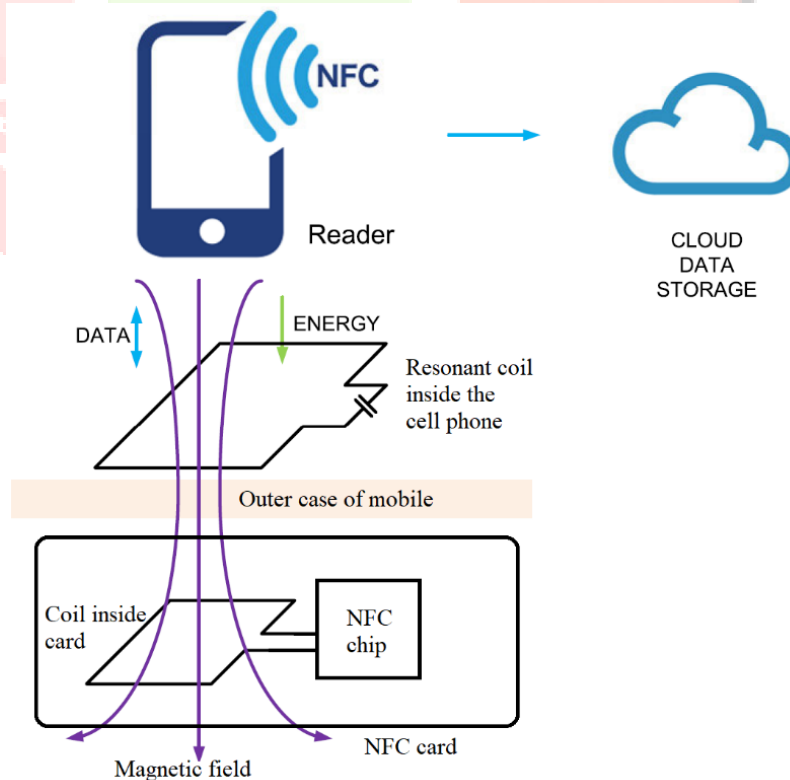 NFC
Reader
CLOUD
DATA
STORAGE
DATA
ENERGY
Resonant coil
inside the
cell phone
Outer case of mobile
Coil inside
card
NFC
chip
NFC card
Magnetic field